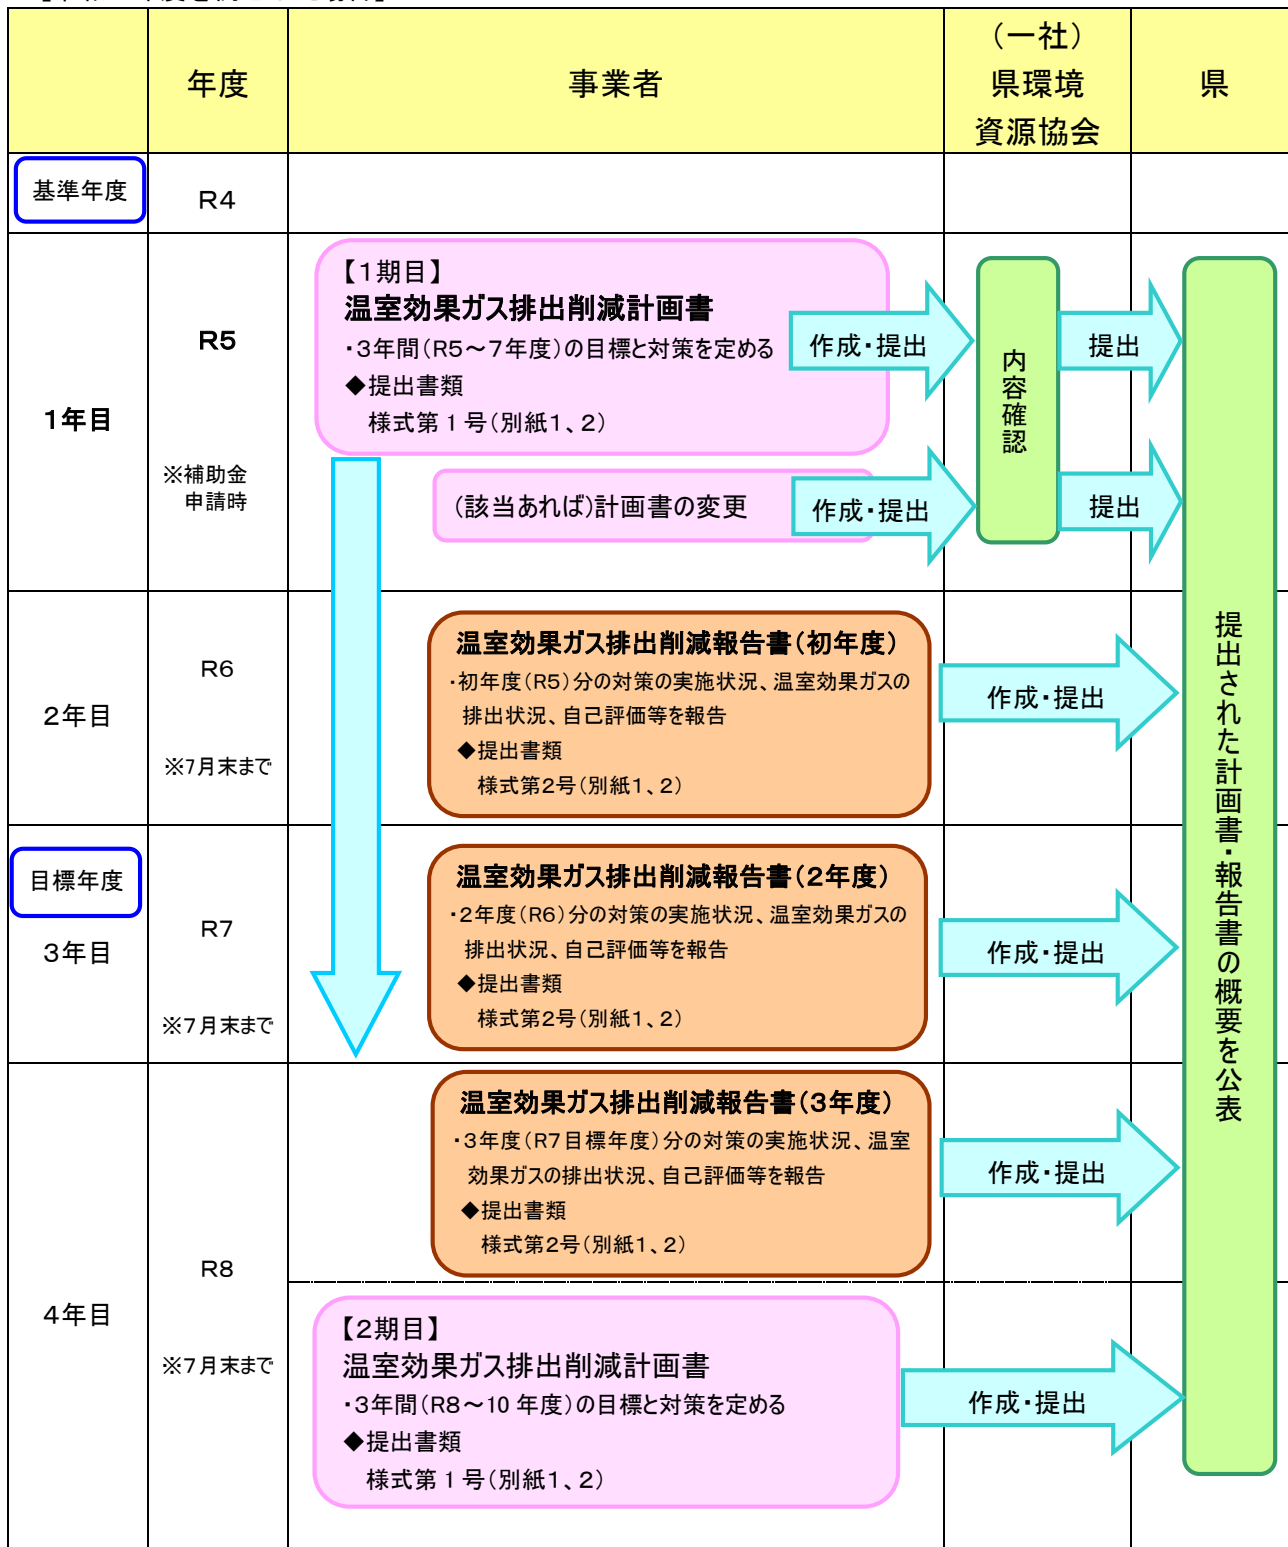 年度
事業者
（一社）
県環境
資源協会
県
基準年度
R4
1年目
R5
※補助金
申請時
【1期目】
温室効果ガス排出削減計画書
・3年間（R5～7年度）の目標と対策を定める
◆提出書類
様式第1号（別紙1、2）
作成・提出
内容確認
提出
（該当あれば）計画書の変更
作成・提出
提出
提出された計画書・報告書の概要を公表
2年目
R6
※7月末まで
温室効果ガス排出削減報告書（初年度）
・初年度（R5）分の対策の実施状況、温室効果ガスの
排出状況、自己評価等を報告
◆提出書類
様式第2号（別紙1、2）
作成・提出
目標年度
3年目
R7
※7月末まで
温室効果ガス排出削減報告書（2年度）
・2年度（R6）分の対策の実施状況、温室効果ガスの
排出状況、自己評価等を報告
◆提出書類
様式第2号（別紙1、2）
作成・提出
4年目
R8
※7月末まで
温室効果ガス排出削減報告書（3年度）
・3年度（R7目標年度）分の対策の実施状況、温室
効果ガスの排出状況、自己評価等を報告
◆提出書類
様式第2号（別紙1、2）
作成・提出
【2期目】
温室効果ガス排出削減計画書
・3年間（R8～10年度）の目標と対策を定める
◆提出書類
様式第1号（別紙1、2）
作成・提出